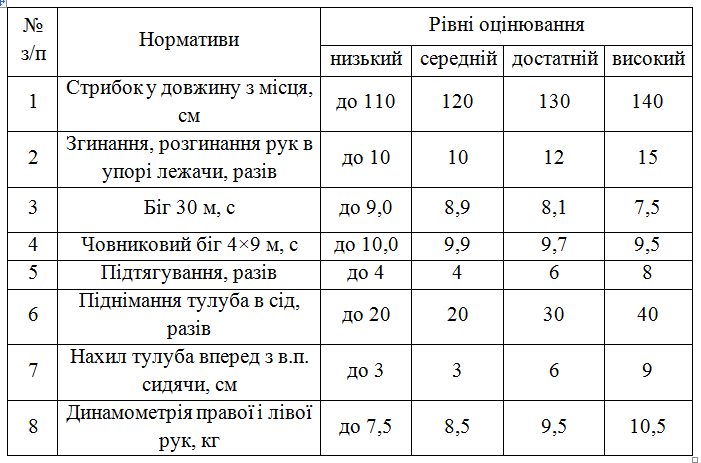 № з/п Нормативи Рівні оцінювання
низький середній достатній високий
1 Стрибок у довжину з місця, см до 110 120 130 140
2 Згинання, розгинання рук в упорі лежачи, разів до 10 10 12 15
3 Біг 30 м, с до 9,0 8,9 8,1 7,5
4 Човниковий біг 4×9 м, с до 10,0 9,9 9,7 9,5
5 Підтягування, разів до 4 4 6 8
6 Піднімання тулуба в сід, разів до 20 20 30 40
7 Нахил тулуба вперед з в.п. сидячи, см до 3 3 6 9
8 Динамометрія правої і лівої рук, кг до 7,5 8,5 9,5 10,5